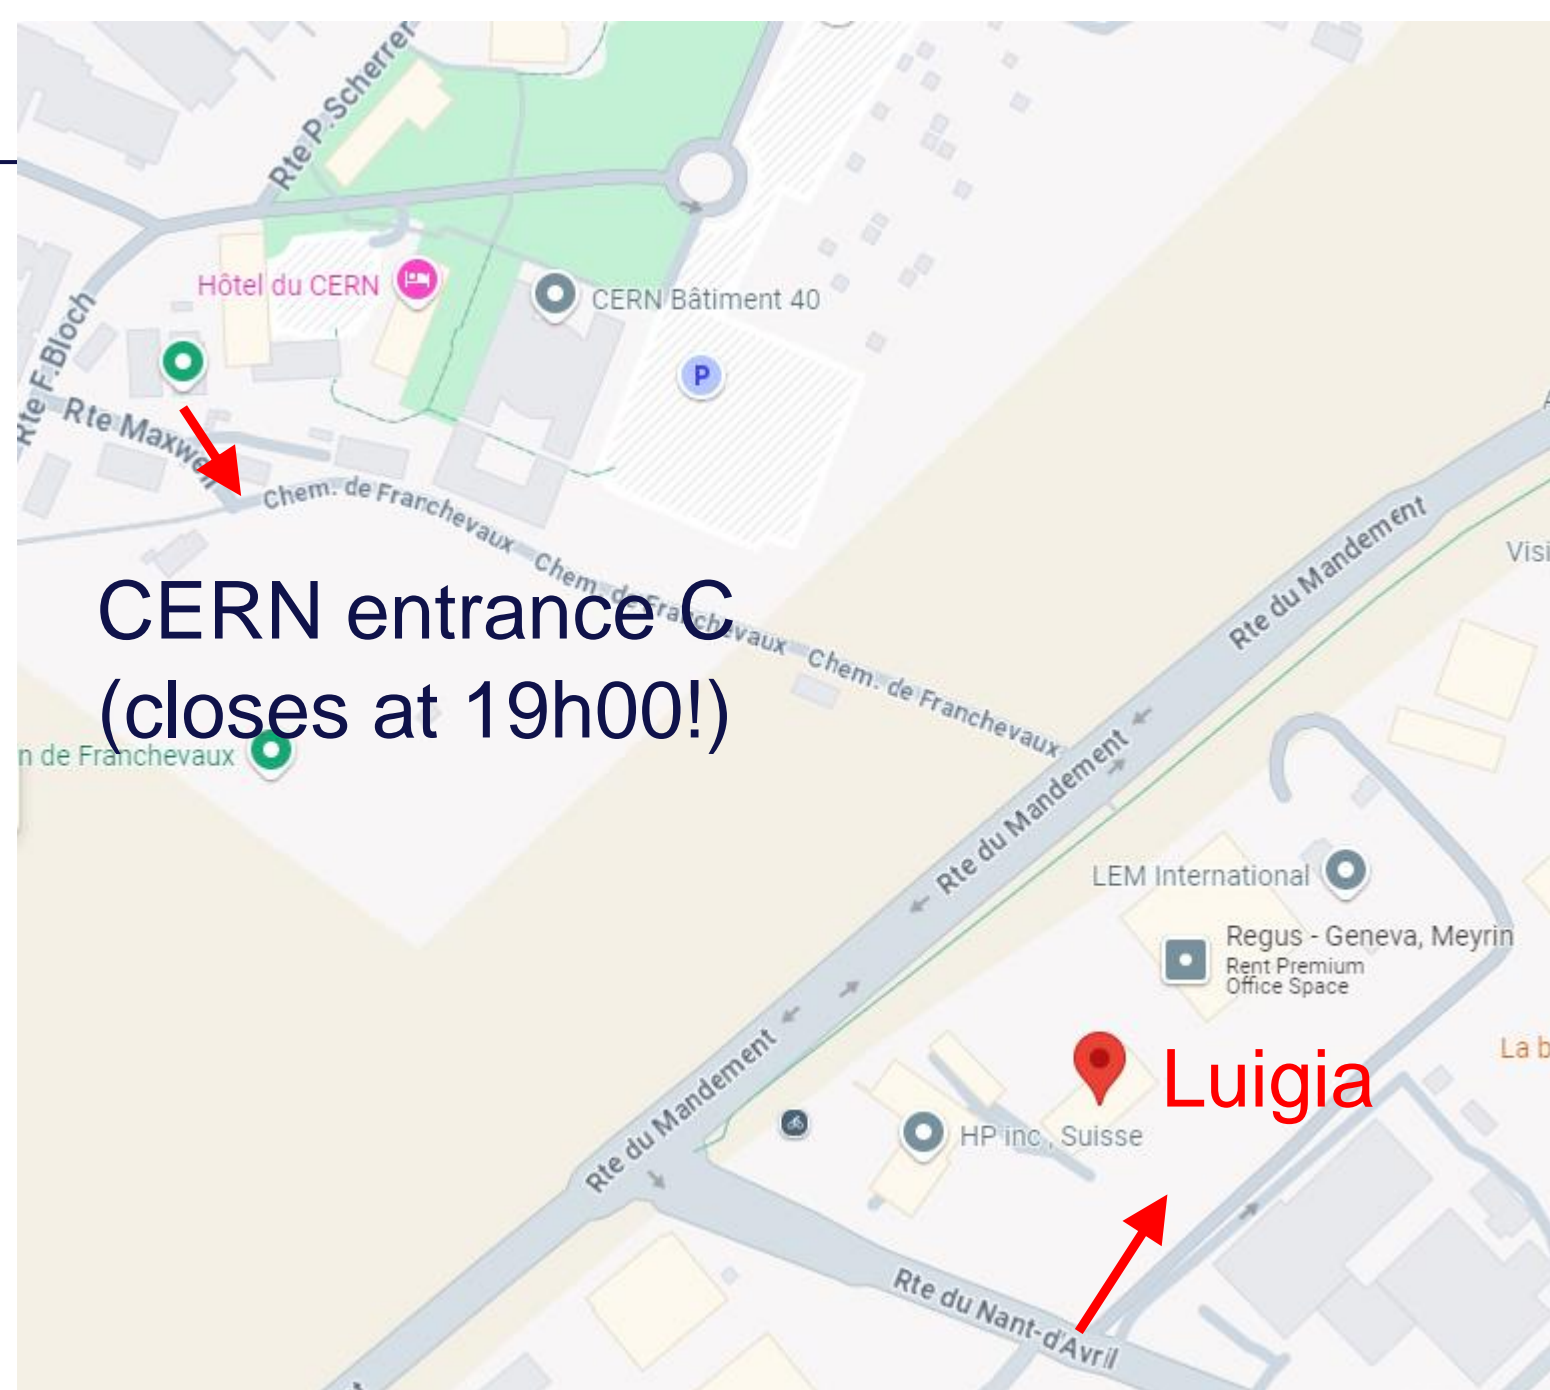 Rte P.Scherrer
Hôtel du CERN
CERN Bâtiment 40
P
Rte F.Bloch
Rte Maxwell
Chem. de Franchevaux
Chem. de Franchevaux
Chem. de Franchevaux
CERN entrance C
(closes at 19h00!)
n de Franchevaux
Rte du Mandement
Visi
Rte du Mandement
LEM International
Regus - Geneva, Meyrin
Rent Premium
Office Space
Luigia
La b
Rte du Mandement
HP inc , Suisse
Rte du Nant-d'Avril